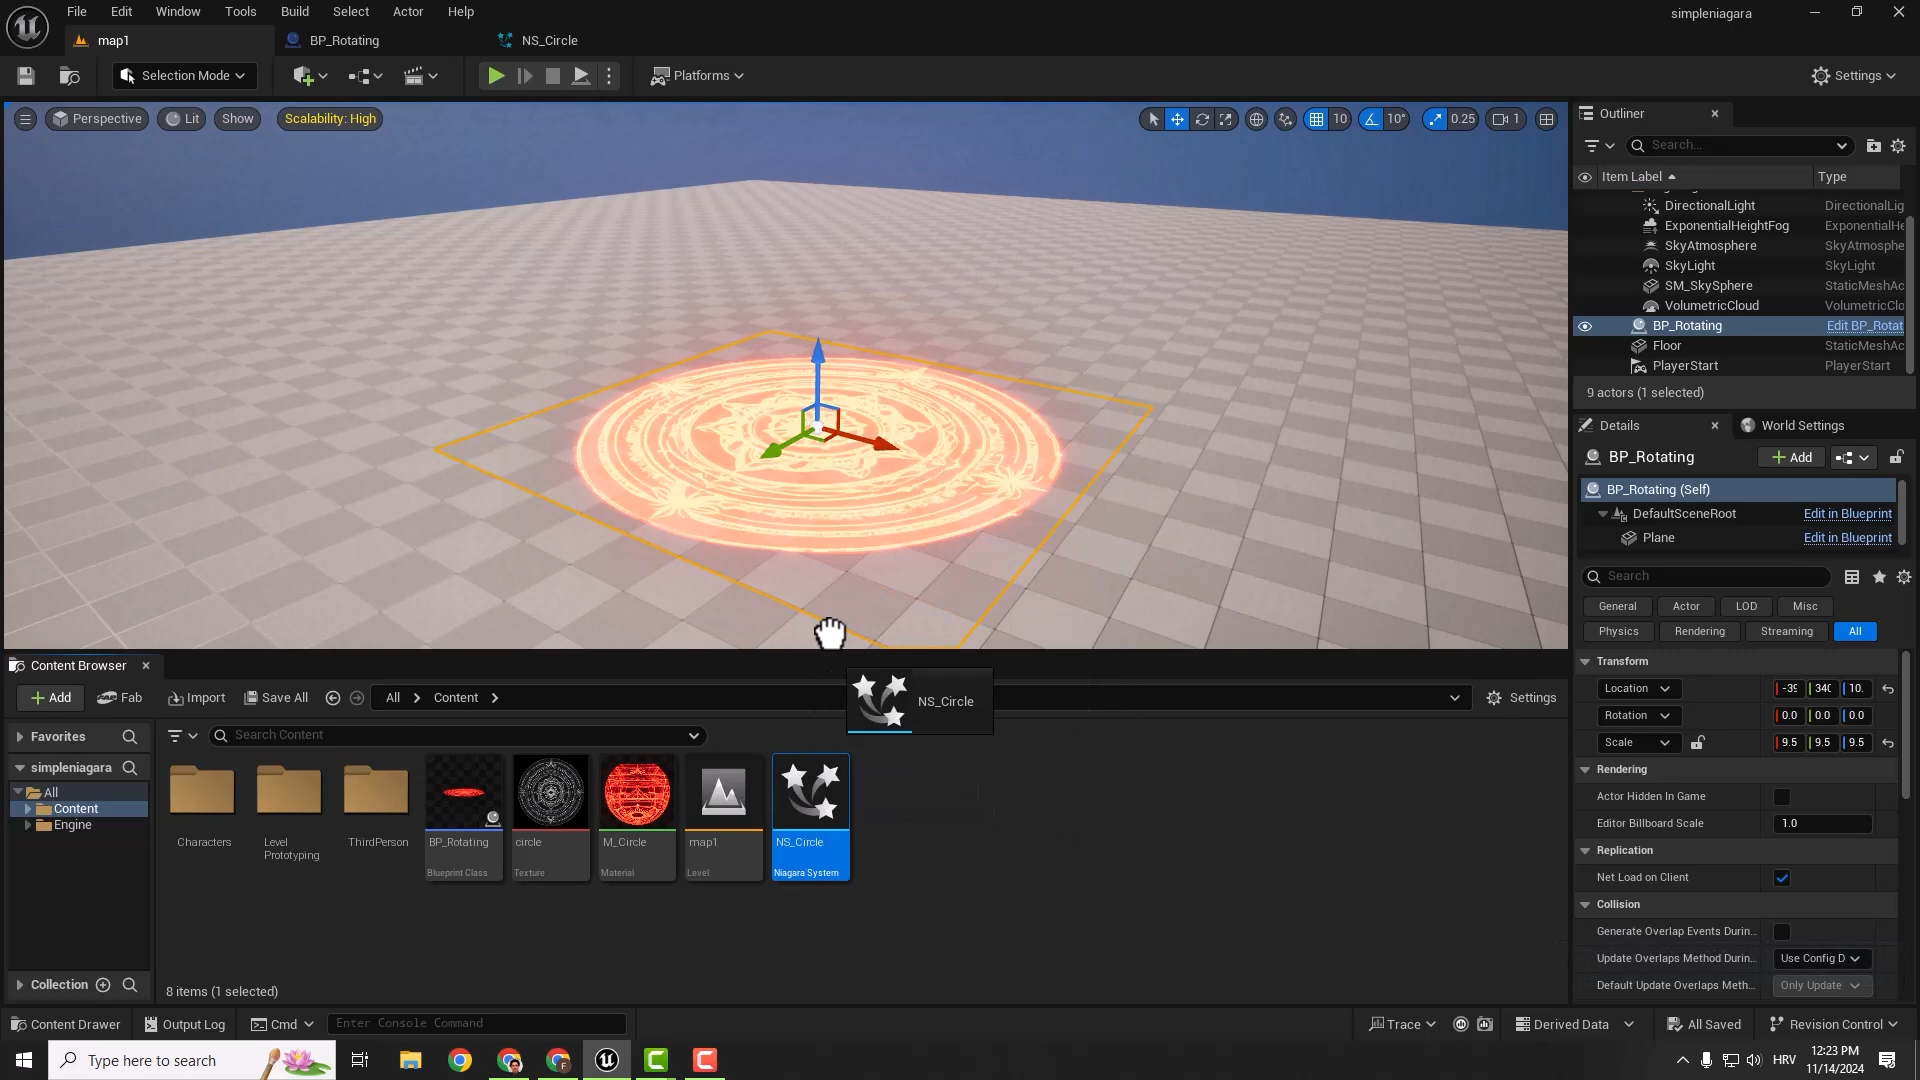 File Edit Window Tools Build Select Actor Help
simpleniagara
map1
BP_Rotating
NS_Circle
Selection Mode
Platforms
Settings
Perspective
Lit
Show
Scalability: High
10
10°
0.25
1
Outliner
Search...
Item Label
Type
DirectionalLight DirectionalLig
ExponentialHeightFog ExponentialHe
SkyAtmosphere SkyAtmosphe
SkyLight SkyLight
SM_SkySphere StaticMeshAc
VolumetricCloud VolumetricClo
BP_Rotating Edit BP_Rotat
Floor StaticMeshAc
PlayerStart PlayerStart
9 actors (1 selected)
Details
World Settings
BP_Rotating
Add
BP_Rotating (Self)
DefaultSceneRoot Edit in Blueprint
Plane Edit in Blueprint
Search
General Actor LOD Misc
Physics Rendering Streaming All
Transform
Location -39 340 10.
Rotation 0.0 0.0 0.0
Scale 9.5 9.5 9.5
Rendering
Actor Hidden In Game
Editor Billboard Scale 1.0
Replication
Net Load on Client
Collision
Generate Overlap Events Durin...
Update Overlaps Method Durin... Use Config D
Default Update Overlaps Meth... Only Update
Content Browser
Add
Fab
Import
Save All
All
Content
NS_Circle
Settings
Favorites
Search Content
simpleniagara
All
Content
Engine
Characters
Level Prototyping
ThirdPerson
BP_Rotating
Blueprint Class
circle
Texture
M_Circle
Material
map1
Level
NS_Circle
Niagara System
Collection
8 items (1 selected)
Content Drawer
Output Log
Cmd
Enter Console Command
Trace
Derived Data
All Saved
Revision Control
Type here to search
HRV
12:23 PM
11/14/2024